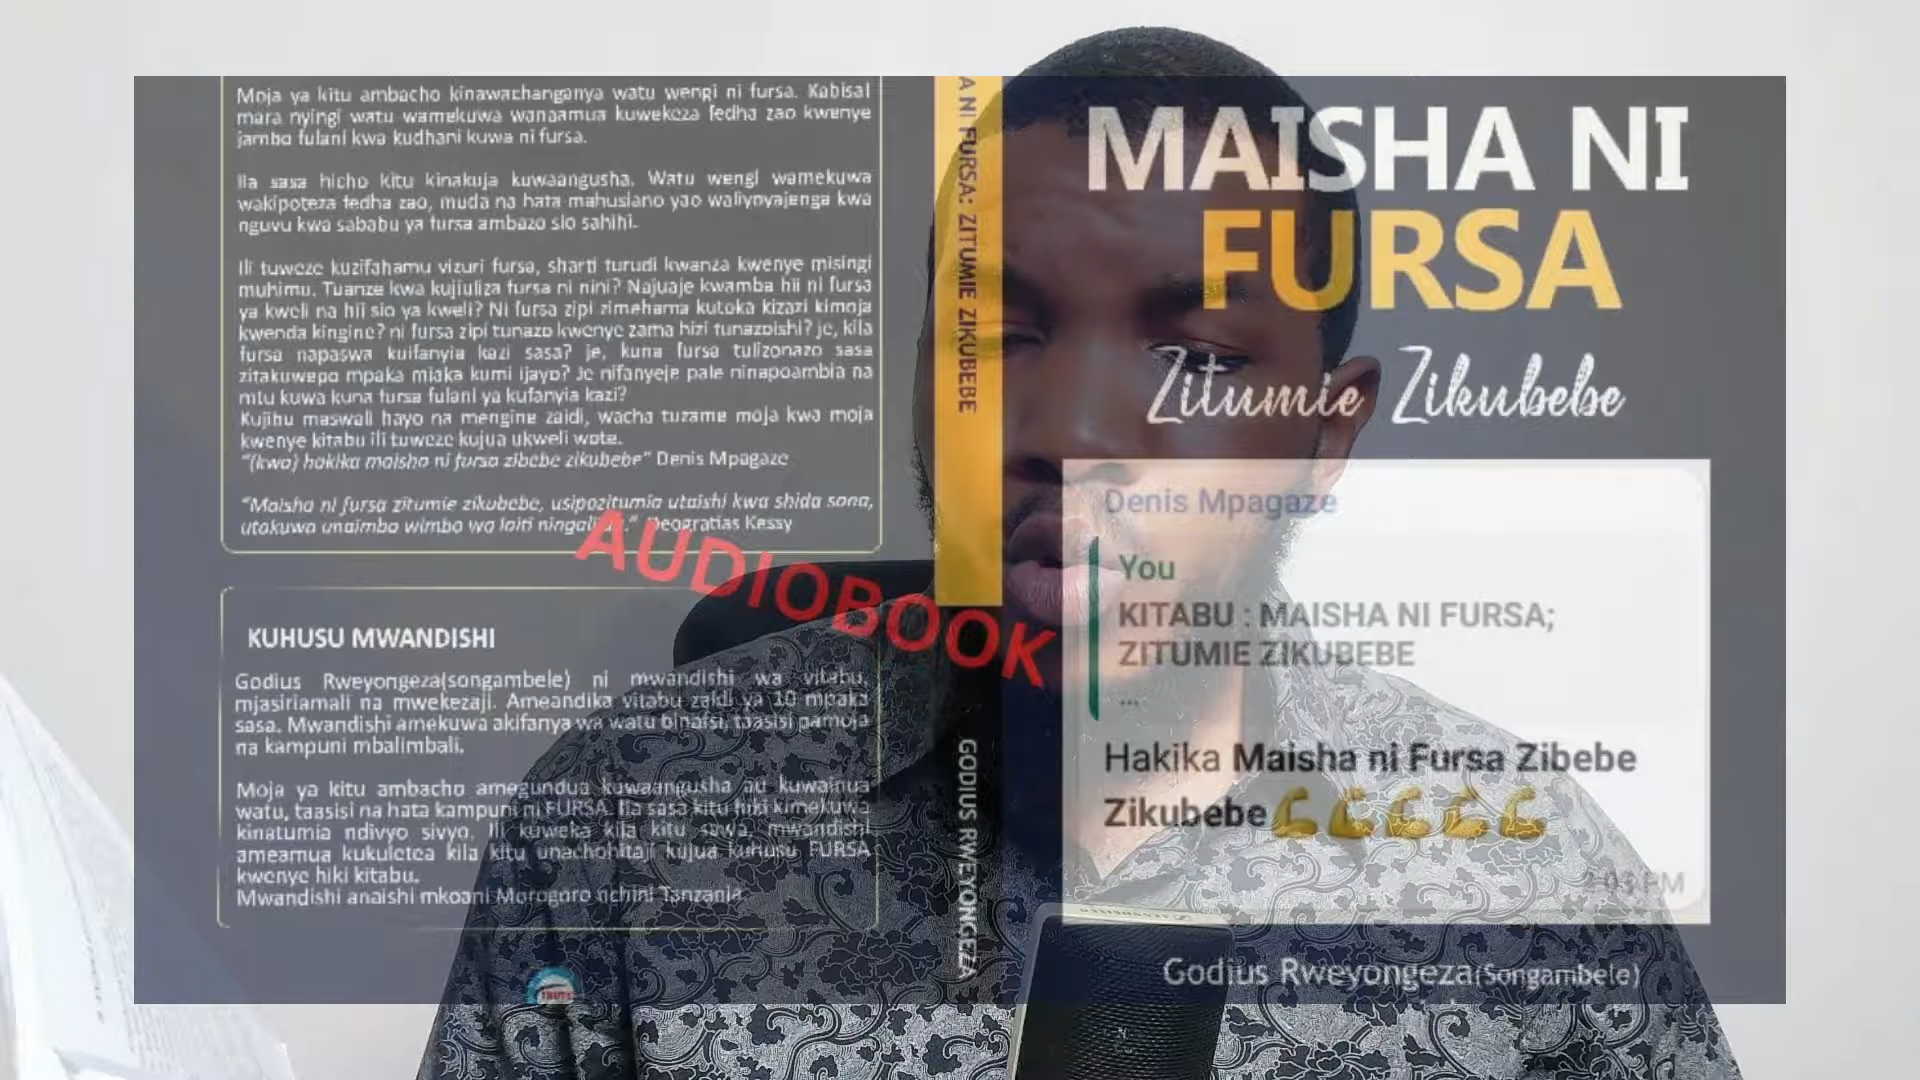 Moja ya kitu ambacho kinawachanganya watu wengi ni fursa. Kabisal
mara nyingi watu wamekuwa wanaamua kuwekeza fedha zao kwenye
jambo fulani kwa kudhani kuwa ni fursa.
Ila sasa hicho kitu kinakuja kuwaangusha. Watu wengi wamekuwa
wakipoteza fedha zao, muda na hata mahusiano yao waliyoyajenga kwa
nguvu kwa sababu ya fursa ambazo sio sahihi.
Ili tuweze kuzifahamu vizuri fursa, sharti turudi kwanza kwenye misingi
muhimu. Tuanze kwa kujiuliza fursa ni nini? Najuaje kwamba hii ni fursa
ya kweli na hii sio ya kweli? Ni fursa zipi zimehama kutoka kizazi kimoja
kwenda kingine? ni fursa zipi tunazo kwenye zama hizi tunazoishi? je, kila
fursa napaswa kuifanyia kazi sasa? je, kuna fursa tulizonazo sasa
zitakuwepo mpaka miaka kumi ijayo? Je nifanyeje pale ninapoambia na
mtu kuwa kuna fursa fulani ya kufanyia kazi?
Kujibu maswali hayo na mengine zaidi, wacha tuzame moja kwa moja
kwenye kitabu ili tuweze kujua ukweli wote.
"(kwa) hakika maisha ni fursa zibebe zikubebe" Denis Mpagaze
"Maisha ni fursa zitumie zikubebe, usipozitumia utaishi kwa shida sana,
utakuwa unaimba wimbo wa laiti Deogratias Kessy
AUDIOBOOK
KUHUSU MWANDISHI
Godius Rweyongeza(songambele) ni mwandishi wa vitabu,
mjasiriamali na mwekezaji. Ameandika vitabu zaidi ya 10 mpaka
sasa. Mwandishi amekuwa akifanya wa watu binafsi, taasisi pamoja
na kampuni mbalimbali.
Moja ya kitu ambacho amegundua kuwaangusha au kuwainua
watu, taasisi na hata kampuni ni FURSA. Ila sasa kitu hiki kimekuwa
kinatumia ndivyo sivyo. Ili kuweka kila kitu sawa, mwandishi
ameamua kukuletea kila kitu unachohitaji kujua kuhusu FURSA
kwenye hiki kitabu.
Mwandishi anaishi mkoani Morogoro nchini Tanzania.
A NI FURSA: ZITUMIE ZIKUBEBE
GODIUS RWEYONGEZA
MAISHA NI
FURSA
Zitumie Zikubebe
Denis Mpagaze
You
KITABU : MAISHA NI FURSA;
ZITUMIE ZIKUBEBE
...
Hakika Maisha ni Fursa Zibebe
Zikubebe💪💪💪💪💪
PM
Godius Rweyongeza(Songambele)